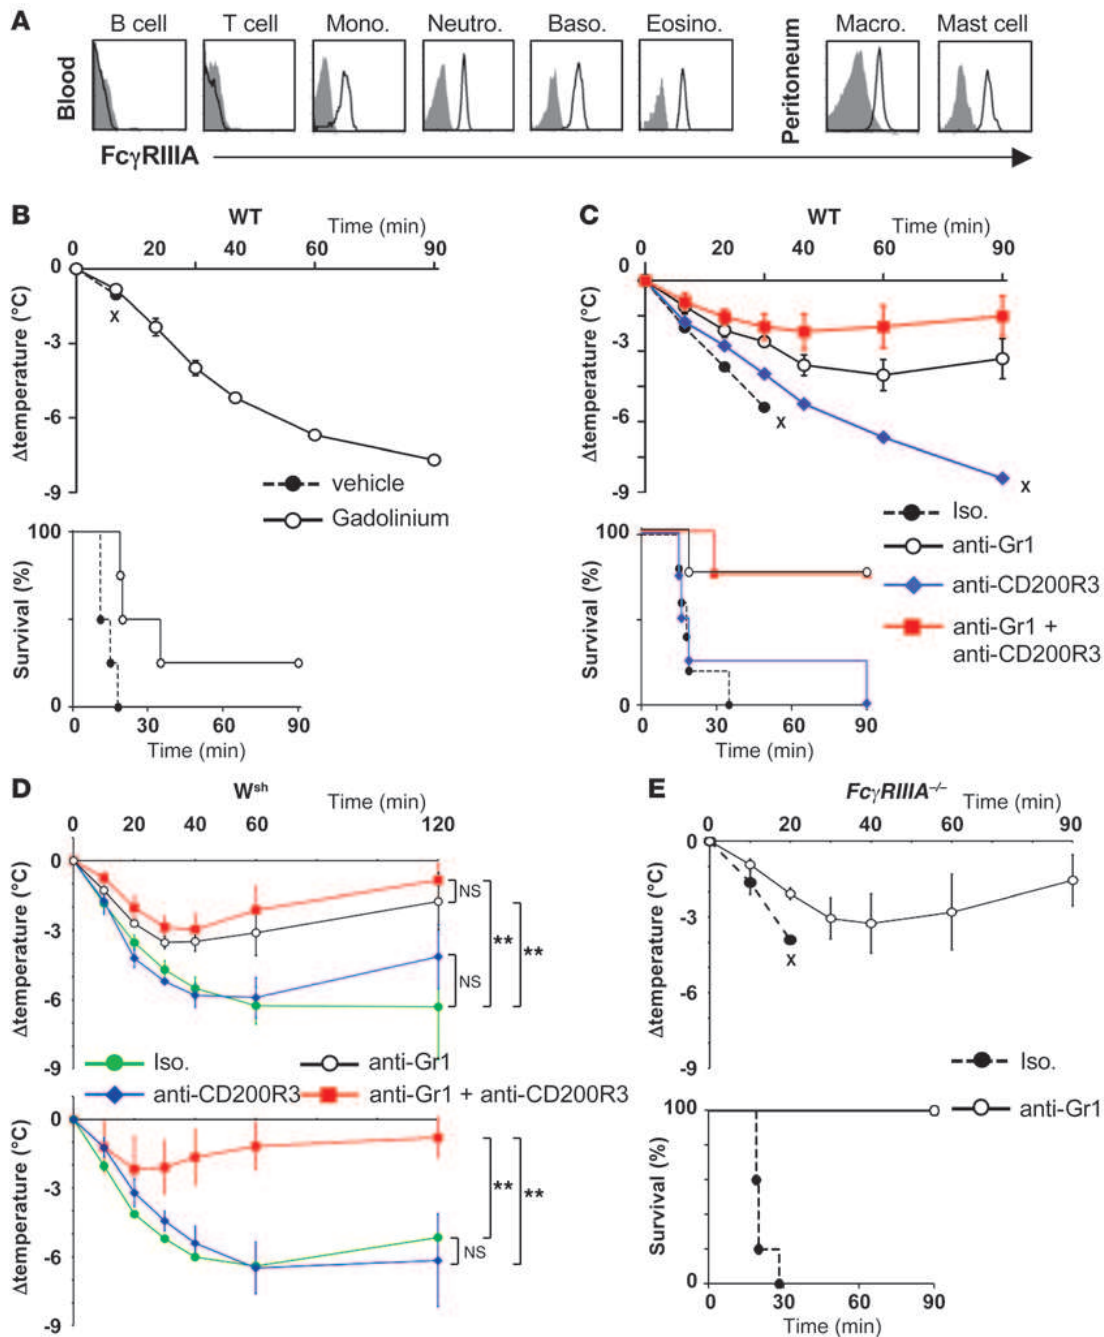 A
B cell T cell Mono. Neutro. Baso. Eosino. Macro. Mast cell
Blood
Peritoneum
FcγRIIIA
B
WT
Time (min)
0 20 40 60 90
0
-3
-6
-9
Δtemperature (°C)
X
vehicle
Gadolinium
100
0
Survival (%)
0 30 60 90
Time (min)
C
WT
Time (min)
0 20 40 60 90
0
-3
-6
-9
Δtemperature (°C)
X
X
Iso.
anti-Gr1
anti-CD200R3
anti-Gr1 +
anti-CD200R3
100
0
Survival (%)
0 30 60 90
Time (min)
D
Wsh
Time (min)
0 20 40 60 120
0
-3
-6
-9
Δtemperature (°C)
NS
NS
**
**
Iso.
anti-Gr1
anti-CD200R3
anti-Gr1 + anti-CD200R3
0
-3
-6
-9
Δtemperature (°C)
**
**
NS
E
FcγRIIIA–/–
Time (min)
0 20 40 60 90
0
-3
-6
-9
Δtemperature (°C)
X
Iso.
anti-Gr1
100
0
Survival (%)
0 30 60 90
Time (min)